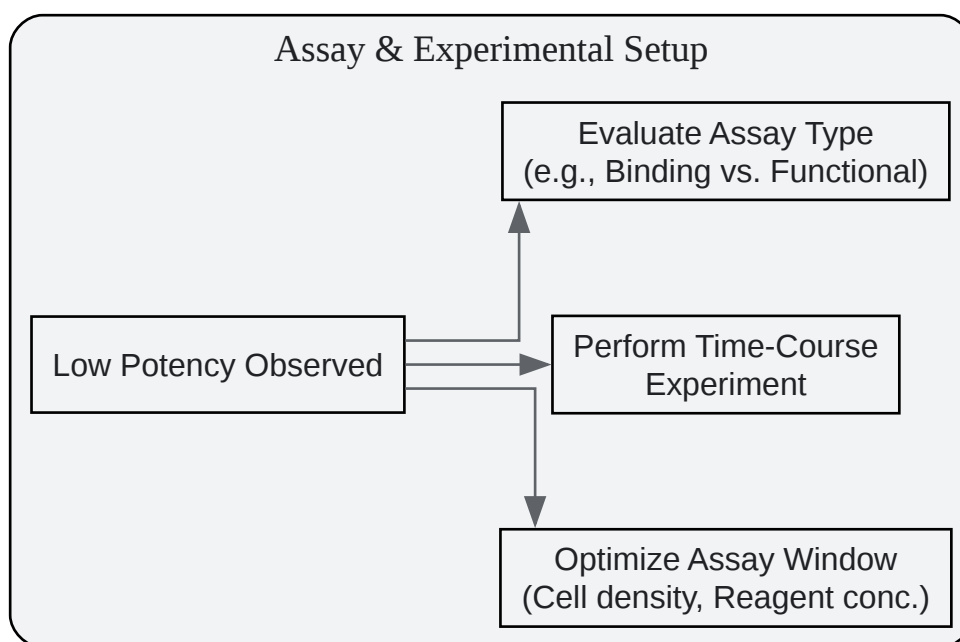 Assay & Experimental Setup
Evaluate Assay Type
(e.g., Binding vs. Functional)
Low Potency Observed
Perform Time-Course
Experiment
Optimize Assay Window
(Cell density, Reagent conc.)